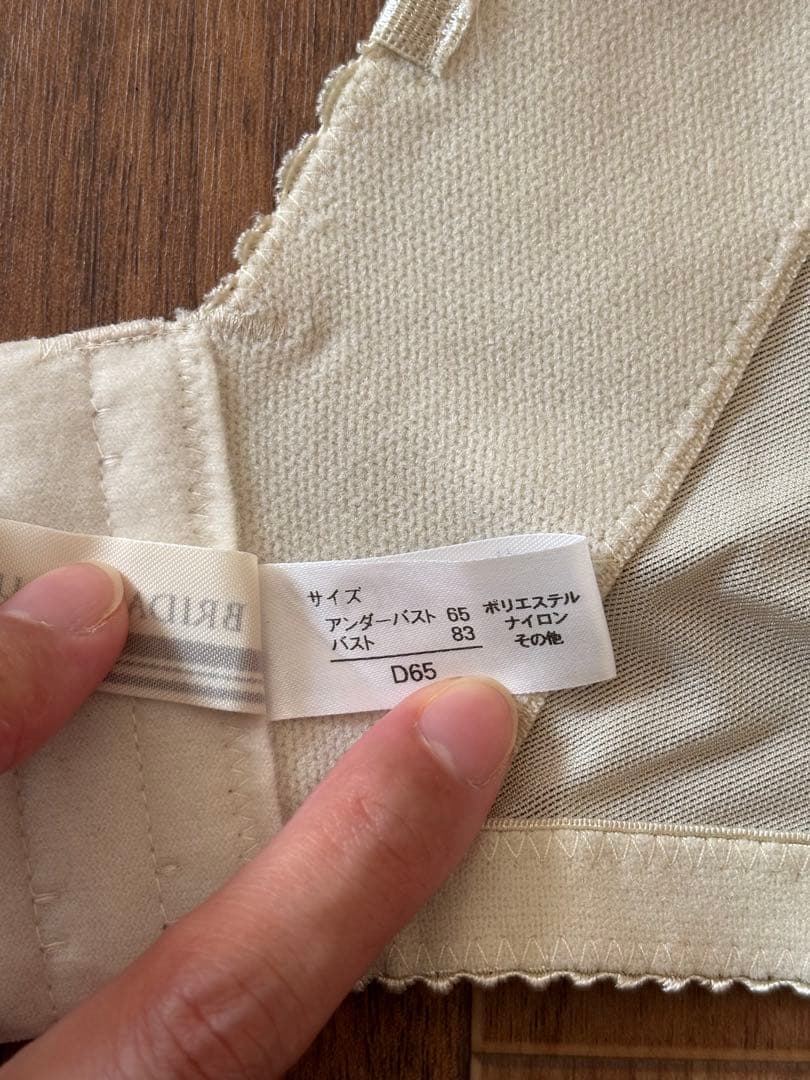 サイズ
アンダーバスト 65
バスト 83
D65
ポリエステル
ナイロン
その他
BRIDA